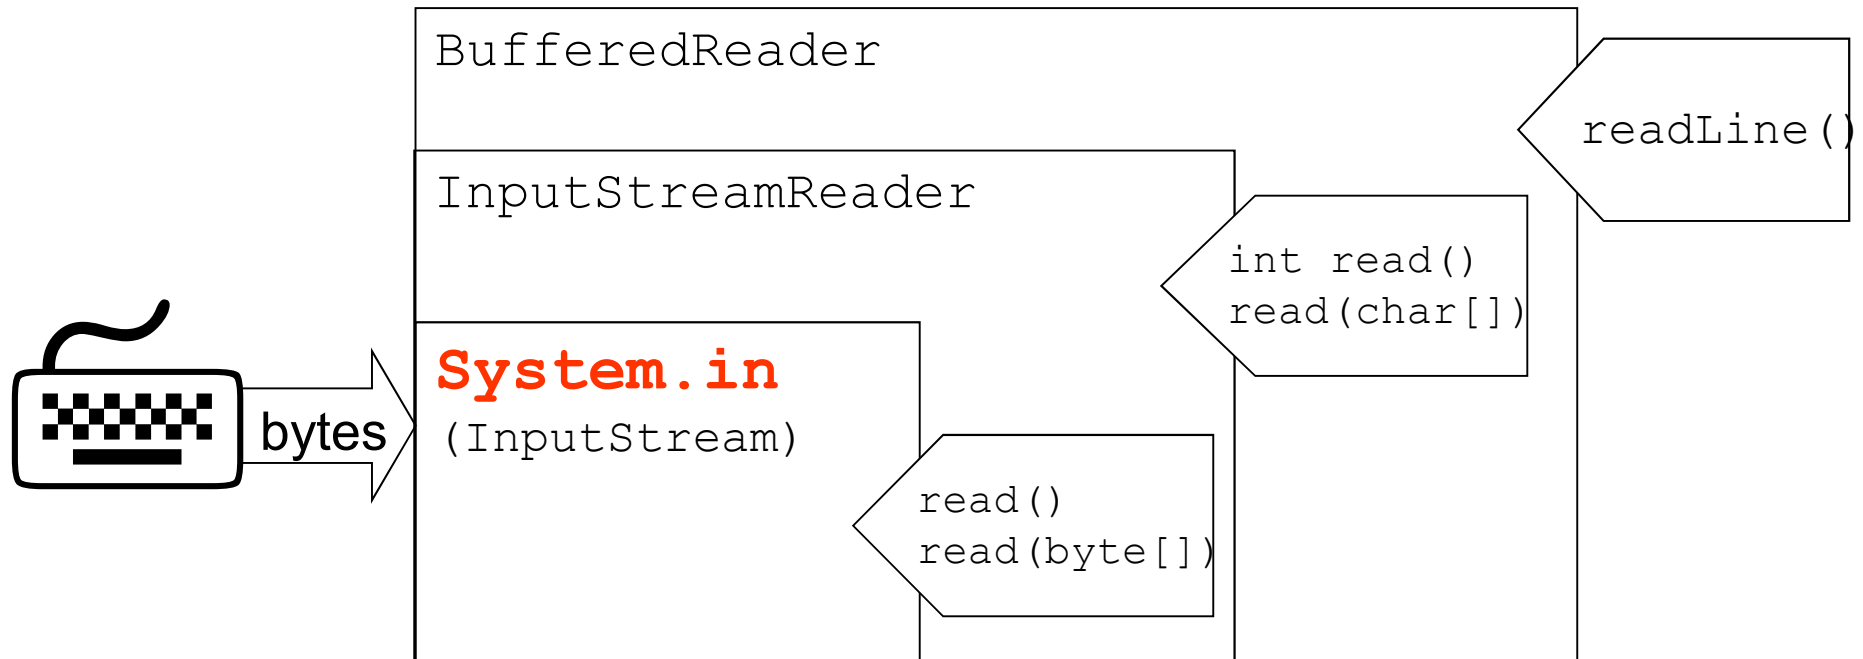 BufferedReader
readLine()
InputStreamReader
int read()
read(char[])
System.in
(InputStream)
bytes
read()
read(byte[])